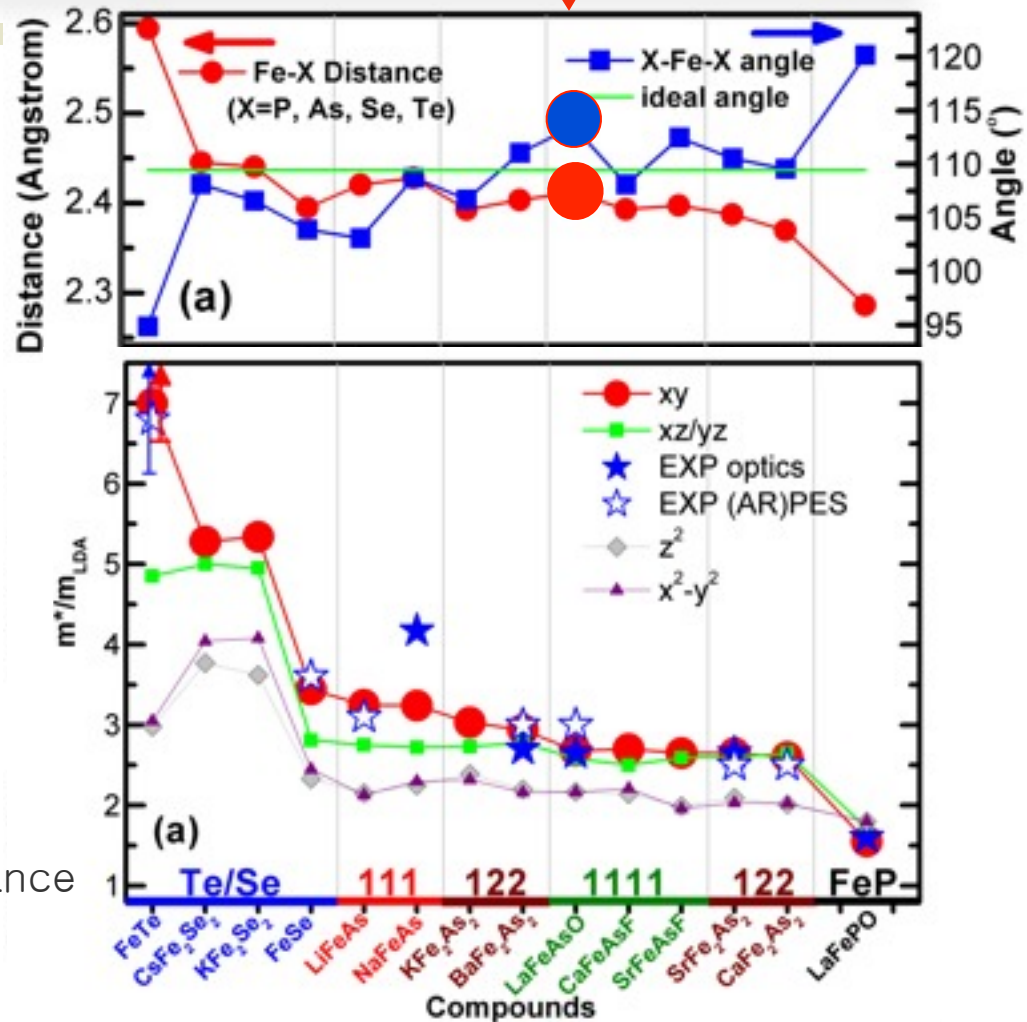 2.6
2.5
2.4
2.3
Distance (Angstrom)
Fe-X Distance
(X=P, As, Se, Te)
X-Fe-X angle
ideal angle
120
115
110
105
100
95
Angle (°)
(a)
7
6
5
4
3
2
1
m*/m_LDA
xy
xz/yz
EXP optics
EXP (AR)PES
z²
x²-y²
(a)
Te/Se
111
122
1111
122
FeP
FeTe
CsFe₂Se₂
KFe₂Se₂
FeSe
LiFeAs
NaFeAs
KFe₂As₂
BaFe₂As₂
LaFeAsO
CaFeAsF
SrFeAsF
SrFe₂As₂
CaFe₂As₂
LaFePO
Compounds